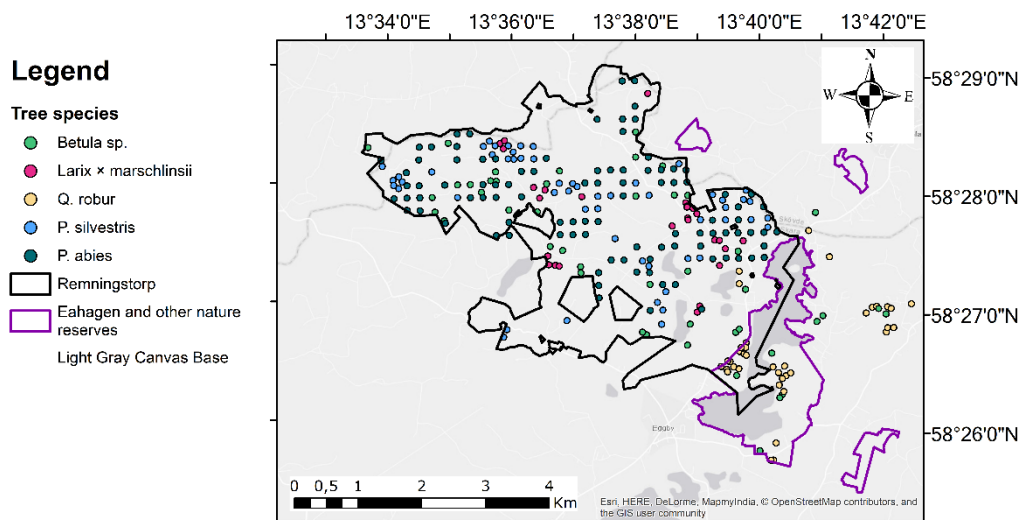 13°34'0"E 13°36'0"E 13°38'0"E 13°40'0"E 13°42'0"E
Legend
Tree species
Betula sp.
Larix × marschlinsii
Q. robur
P. silvestris
P. abies
Remningstorp
Eahagen and other nature
reserves
Light Gray Canvas Base
N
W E
S
58°29'0"N
58°28'0"N
58°27'0"N
58°26'0"N
Eggby
0 0,5 1 2 3 4
Km
Esri, HERE, DeLorme, MapmyIndia, © OpenStreetMap contributors, and
the GIS user community